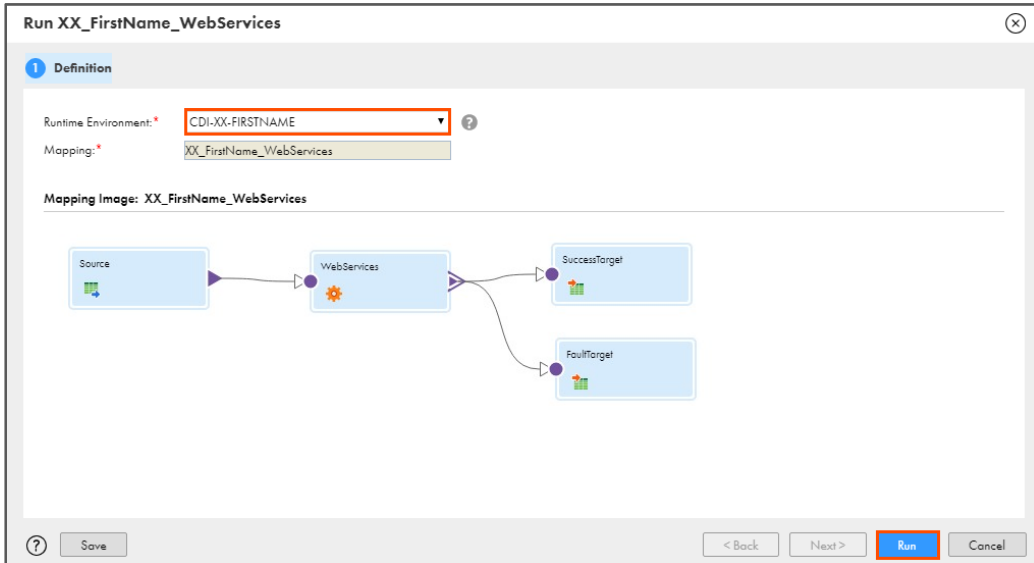 Run XX_FirstName_WebServices
1 Definition
Runtime Environment:* CDI-XX-FIRSTNAME ?
Mapping:* XX_FirstName_WebServices
Mapping Image: XX_FirstName_WebServices
Source
WebServices
SuccessTarget
FaultTarget
? Save < Back Next > Run Cancel